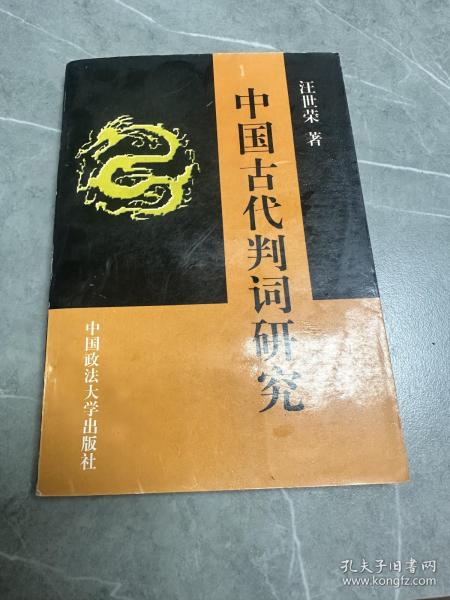 汪世荣 著
中国古代判词研究
中国政法大学出版社
孔夫子旧书网
www.kongfz.com